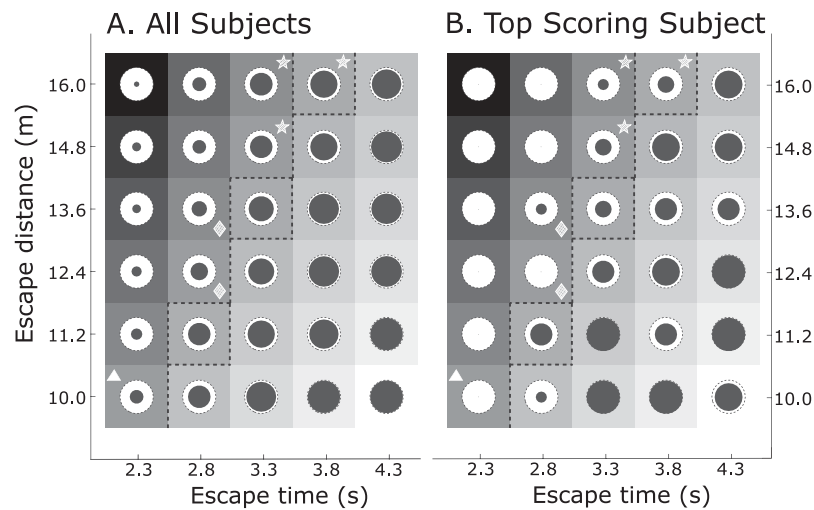 A. All Subjects
B. Top Scoring Subject
Escape distance (m)
16.0
14.8
13.6
12.4
11.2
10.0
2.3 2.8 3.3 3.8 4.3
Escape time (s)
16.0
14.8
13.6
12.4
11.2
10.0
2.3 2.8 3.3 3.8 4.3
Escape time (s)